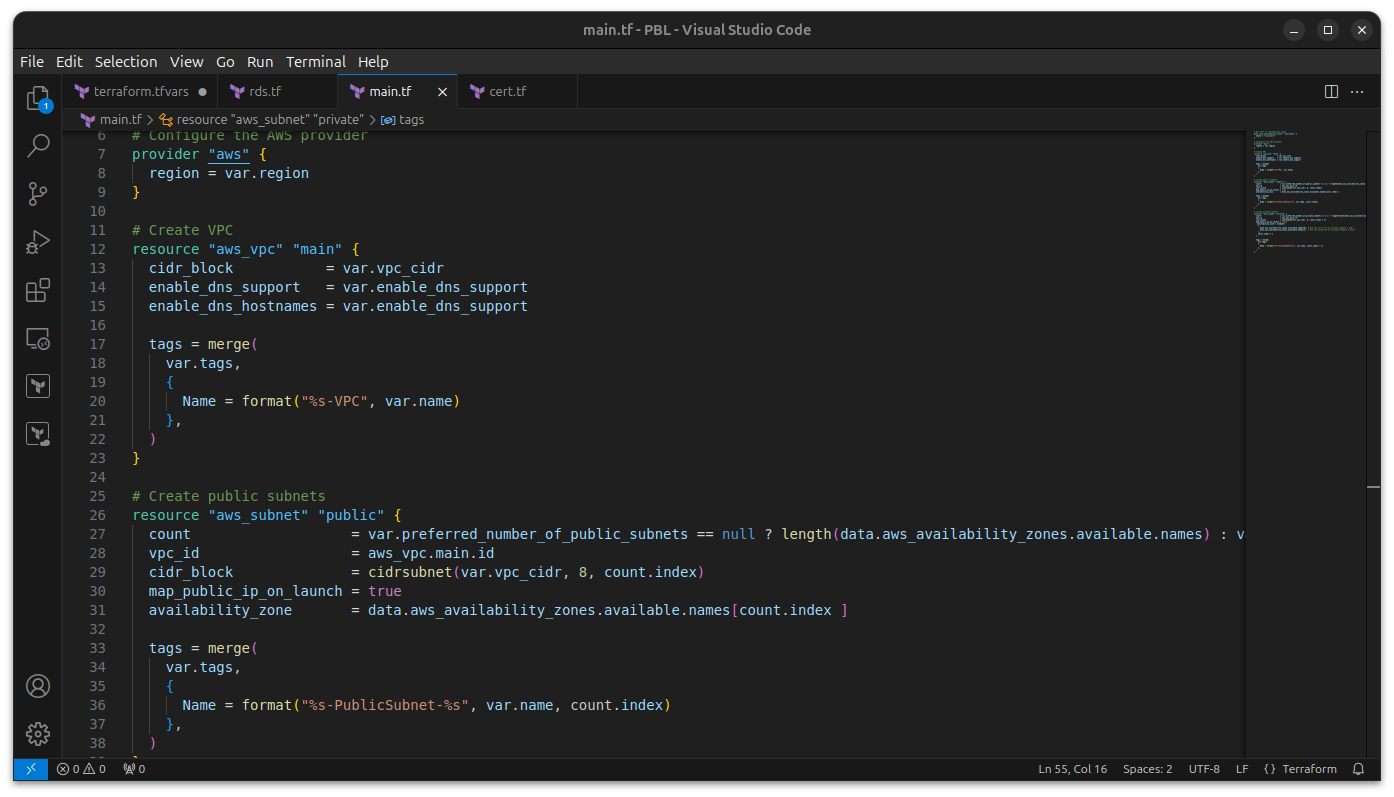 main.tf - PBL - Visual Studio Code
File Edit Selection View Go Run Terminal Help
1
terraform.tfvars rds.tf main.tf cert.tf
main.tf > resource "aws_subnet" "private" > tags
6 # Configure the AWS provider
7 provider "aws" {
8   region = var.region
9 }
10
11 # Create VPC
12 resource "aws_vpc" "main" {
13   cidr_block           = var.vpc_cidr
14   enable_dns_support   = var.enable_dns_support
15   enable_dns_hostnames = var.enable_dns_support
16
17   tags = merge(
18     var.tags,
19     {
20       Name = format("%s-VPC", var.name)
21     },
22   )
23 }
24
25 # Create public subnets
26 resource "aws_subnet" "public" {
27   count                   = var.preferred_number_of_public_subnets == null ? length(data.aws_availability_zones.available.names) : v
28   vpc_id                  = aws_vpc.main.id
29   cidr_block              = cidrsubnet(var.vpc_cidr, 8, count.index)
30   map_public_ip_on_launch = true
31   availability_zone       = data.aws_availability_zones.available.names[count.index ]
32
33   tags = merge(
34     var.tags,
35     {
36       Name = format("%s-PublicSubnet-%s", var.name, count.index)
37     },
38   )
0 0 0 Ln 55, Col 16 Spaces: 2 UTF-8 LF {} Terraform